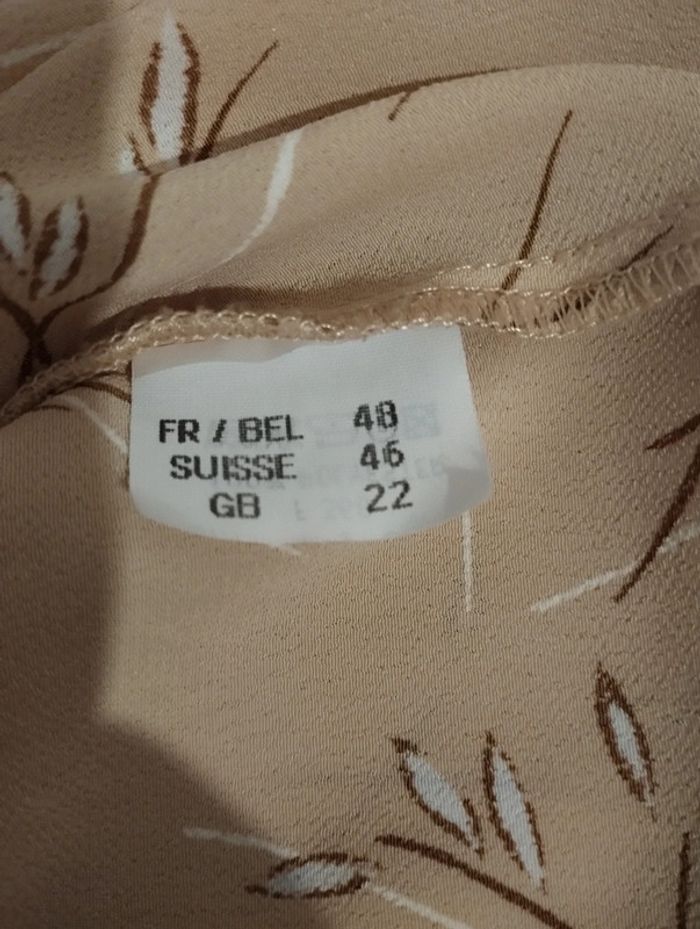 FR / BEL 48
SUISSE 46
GB 22